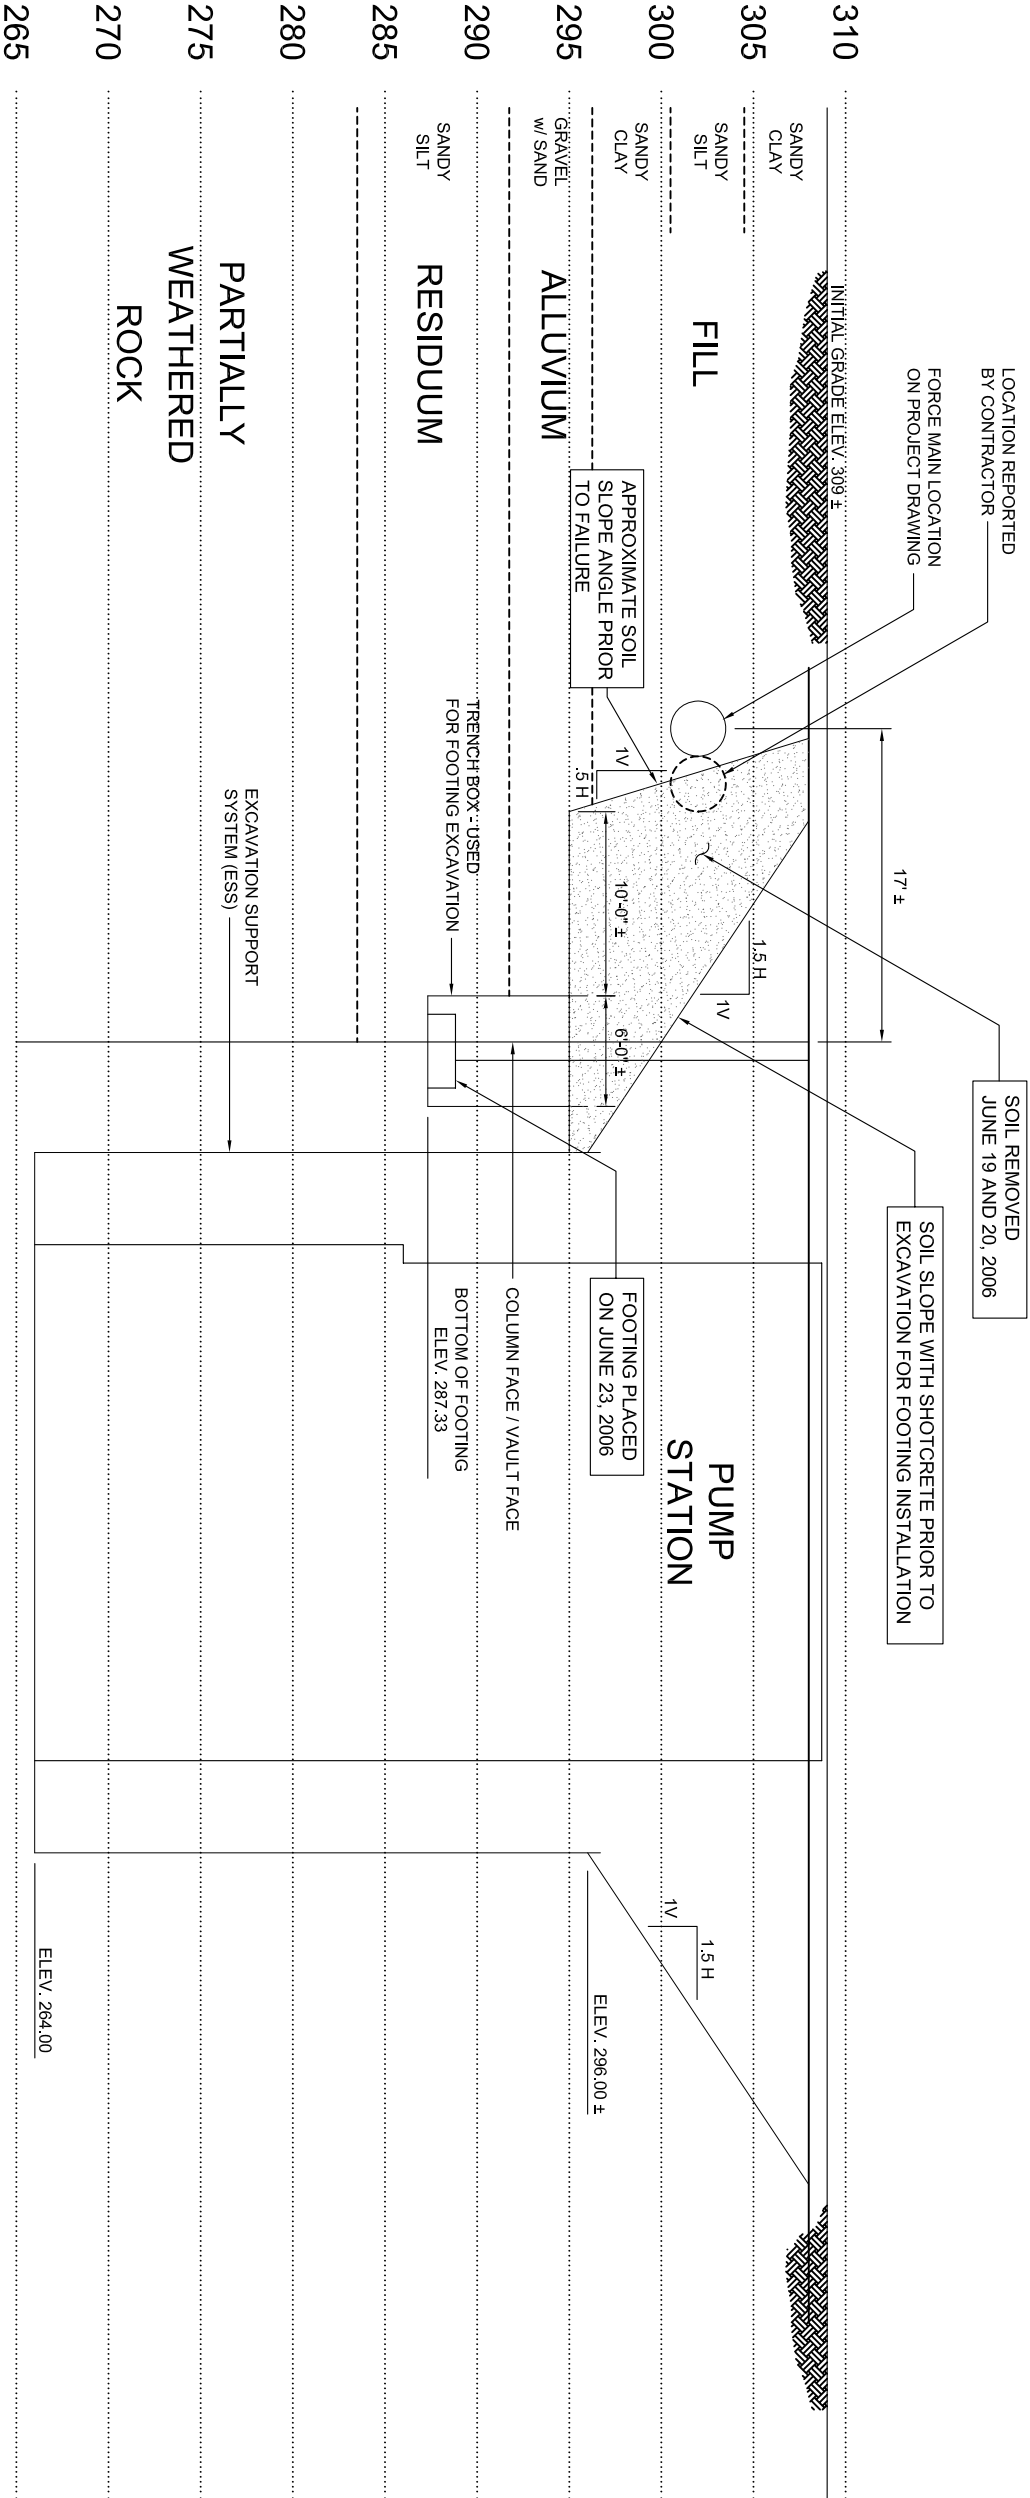 LOCATION REPORTED
BY CONTRACTOR
FORCE MAIN LOCATION
ON PROJECT DRAWING
17' ±
SOIL REMOVED
JUNE 19 AND 20, 2006
SOIL SLOPE WITH SHOTCRETE PRIOR TO
EXCAVATION FOR FOOTING INSTALLATION
310
INITIAL GRADE ELEV. 309 ±
305
SANDY
CLAY
SANDY
SILT
FILL
1.5 H
1V
PUMP
STATION
1.5 H
1V
300
SANDY
CLAY
APPROXIMATE SOIL
SLOPE ANGLE PRIOR
TO FAILURE
1V
.5 H
10'-0" ±
6'-0" ±
FOOTING PLACED
ON JUNE 23, 2006
ELEV. 296.00 ±
295
GRAVEL
w/ SAND
ALLUVIUM
COLUMN FACE / VAULT FACE
290
TRENCH BOX - USED
FOR FOOTING EXCAVATION
BOTTOM OF FOOTING
ELEV. 287.33
SANDY
SILT
RESIDUUM
285
280
EXCAVATION SUPPORT
SYSTEM (ESS)
275
PARTIALLY
WEATHERED
ROCK
270
265
ELEV. 264.00